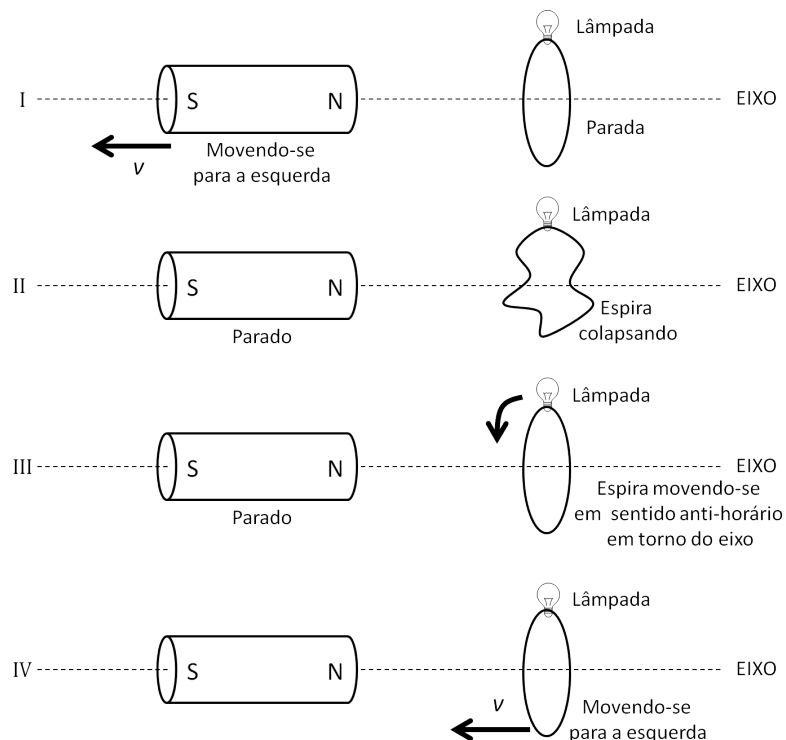 Lâmpada
I S N EIXO
Parada
v Movendo-se
para a esquerda
Lâmpada
II S N EIXO
Espira
colapsando
Parado
Lâmpada
III S N EIXO
Espira movendo-se
em sentido anti-horário
em torno do eixo
Parado
Lâmpada
IV S N EIXO
v Movendo-se
para a esquerda